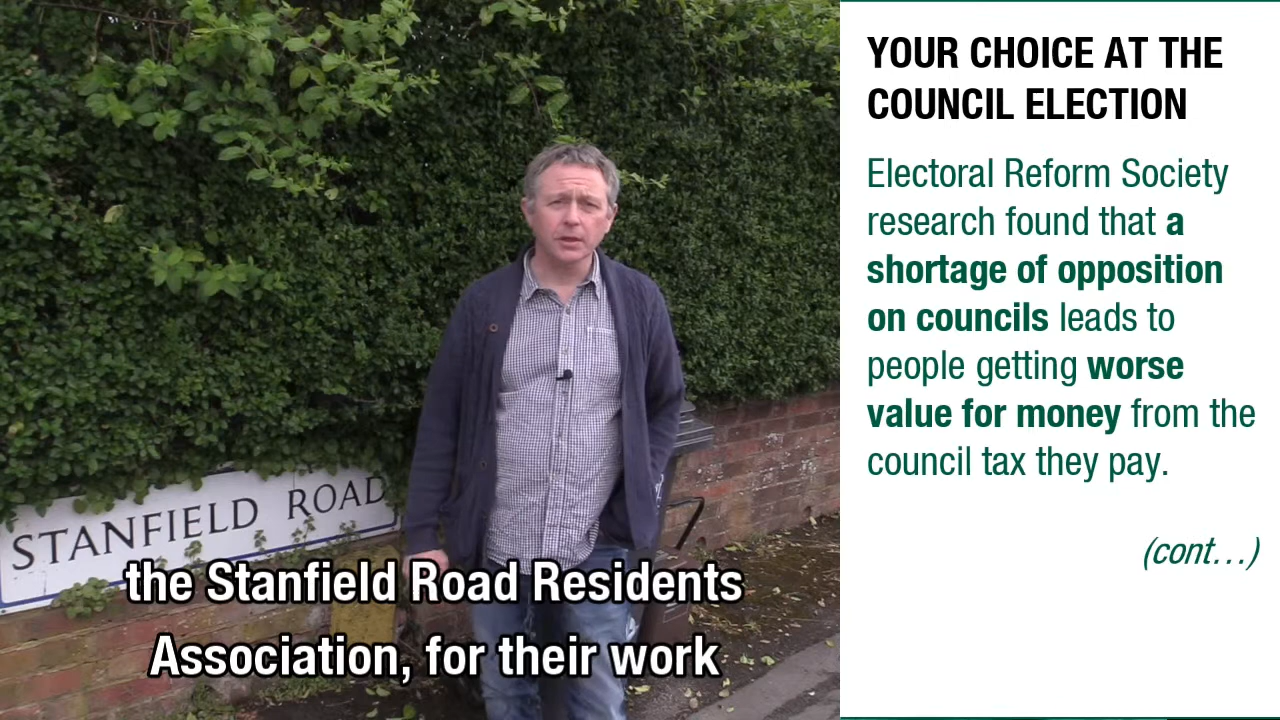 YOUR CHOICE AT THE
COUNCIL ELECTION
Electoral Reform Society
research found that a
shortage of opposition
on councils leads to
people getting worse
value for money from the
council tax they pay.
(cont…)
STANFIELD ROAD
the Stanfield Road Residents
Association, for their work